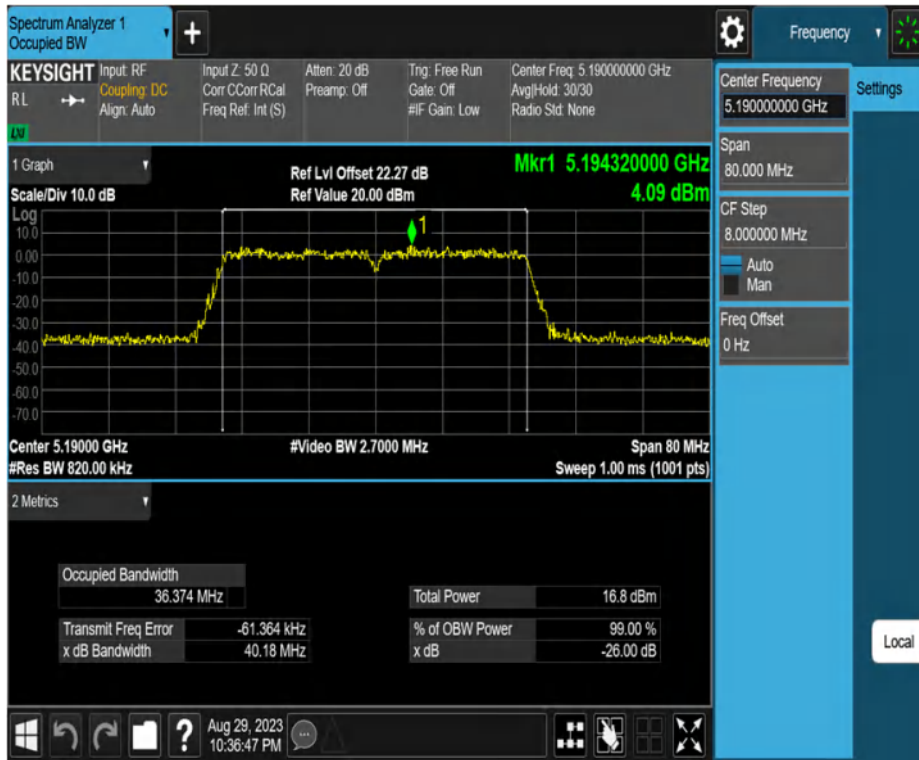 Spectrum Analyzer 1
Occupied BW
+
Frequency
KEYSIGHT
R L
LXI
Input: RF
Coupling: DC
Align: Auto
Input Z: 50 Ω
Corr CCorr RCal
Freq Ref: Int (S)
Atten: 20 dB
Preamp: Off
Trig: Free Run
Gate: Off
#IF Gain: Low
Center Freq: 5.190000000 GHz
Avg|Hold: 30/30
Radio Std: None
Center Frequency
5.190000000 GHz
Settings
Span
80.000 MHz
CF Step
8.000000 MHz
Auto
Man
Freq Offset
0 Hz
1 Graph
Scale/Div 10.0 dB
Ref Lvl Offset 22.27 dB
Ref Value 20.00 dBm
Mkr1 5.194320000 GHz
4.09 dBm
Log
10.0
0.00
-10.0
-20.0
-30.0
-40.0
-50.0
-60.0
-70.0
1
Center 5.19000 GHz
#Video BW 2.7000 MHz
Span 80 MHz
#Res BW 820.00 kHz
Sweep 1.00 ms (1001 pts)
2 Metrics
Occupied Bandwidth
36.374 MHz
Total Power 16.8 dBm
Transmit Freq Error -61.364 kHz
% of OBW Power 99.00 %
x dB Bandwidth 40.18 MHz
x dB -26.00 dB
Local
?
Aug 29, 2023
10:36:47 PM